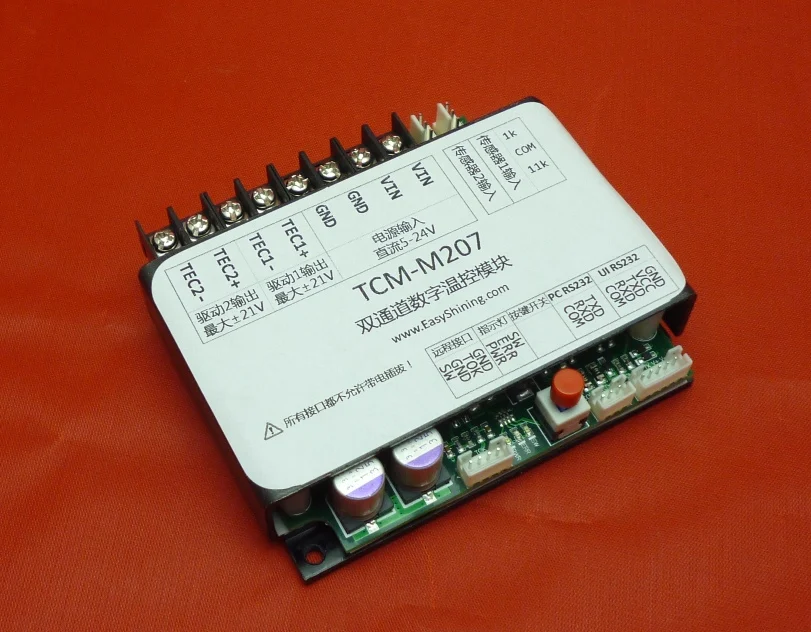 TEC2-
TEC2+
TEC1-
TEC1+
GND
GND
VIN
VIN
驱动2输出
最大±21V
驱动1输出
最大±21V
电源输入
直流5-24V
传感器2输入
传感器1输入
1k
COM
11k
TCM-M207
双通道数字温控模块
www.EasyShining.com
所有接口都不允许带电插拔！
远程接口
指示灯
按键开关
PC RS232
UI RS232
GND
TOK
GND
SW
SW
ERR
PWR
TXD
RXD
COM
GND
VCC
TXD
RXD
COM